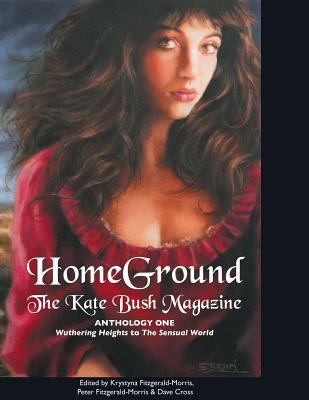 HomeGround
The Kate Bush Magazine
ANTHOLOGY ONE
Wuthering Heights to The Sensual World
Edited by Krystyna Fitzgerald-Morris,
Peter Fitzgerald-Morris & Dave Cross